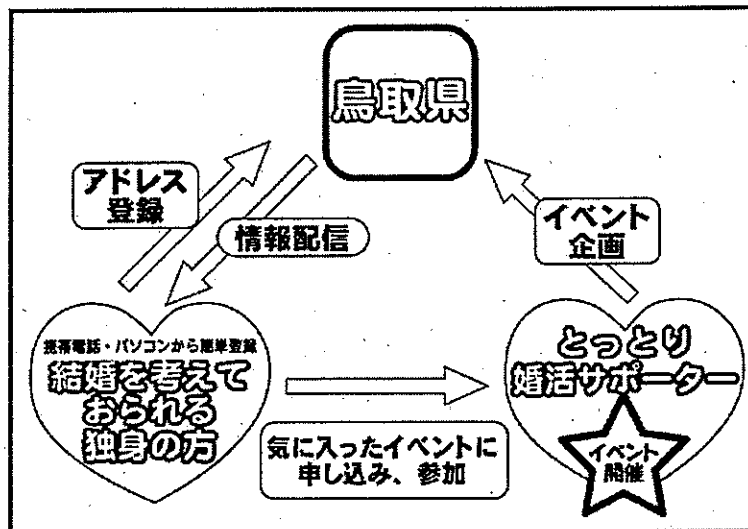 鳥取県
アドレス
登録
情報配信
イベント
企画
携帯電話・パソコンから簡単登録
結婚を考えて
おられる
独身の方
気に入ったイベントに
申し込み、参加
とっとり
婚活サポーター
イベント
開催